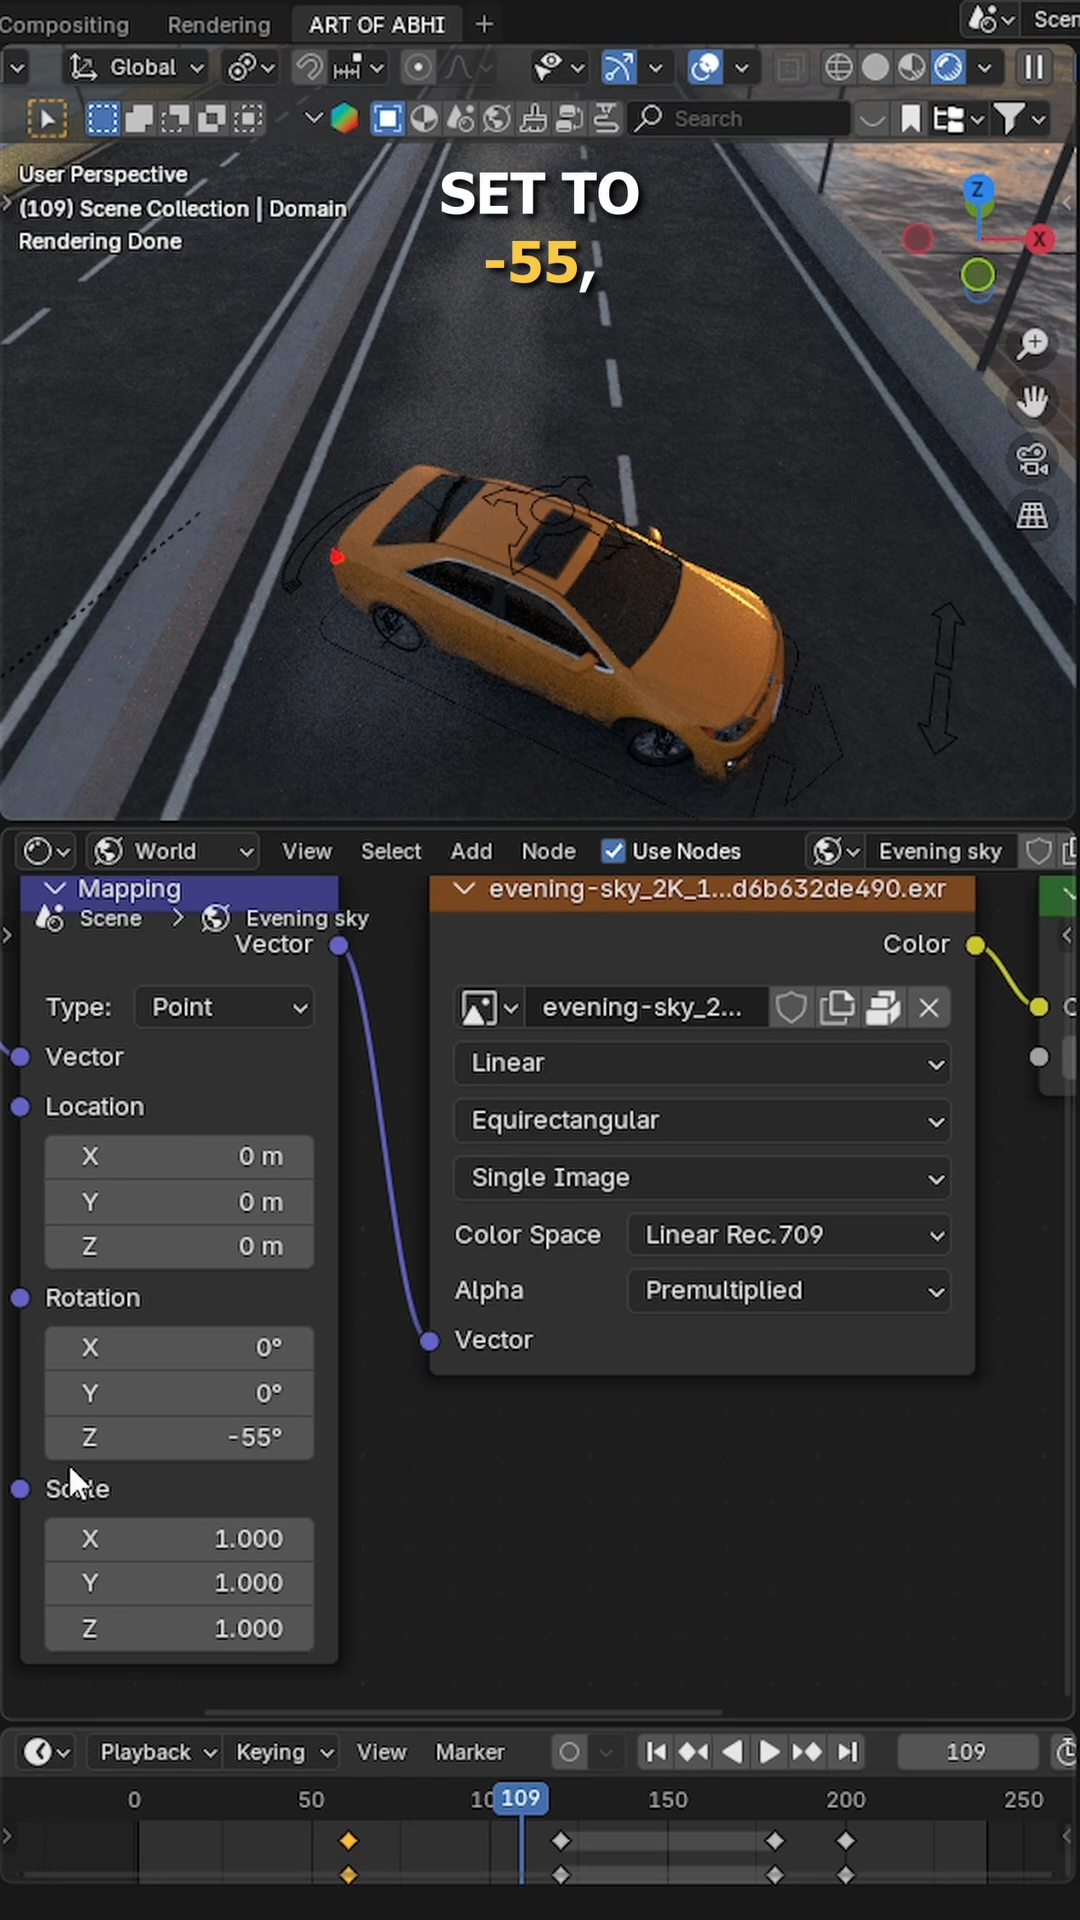 Compositing Rendering ART OF ABHI + Scen
Global
Search
User Perspective
(109) Scene Collection | Domain
Rendering Done
SET TO
-55,
Z
X
World View Select Add Node Use Nodes Evening sky
Mapping
Scene > Evening sky
Vector
Type: Point
Vector
Location
X 0 m
Y 0 m
Z 0 m
Rotation
X 0°
Y 0°
Z -55°
Scale
X 1.000
Y 1.000
Z 1.000
evening-sky_2K_1...d6b632de490.exr
Color
evening-sky_2...
Linear
Equirectangular
Single Image
Color Space Linear Rec.709
Alpha Premultiplied
Vector
Playback Keying View Marker 109
0 50 10 109 150 200 250